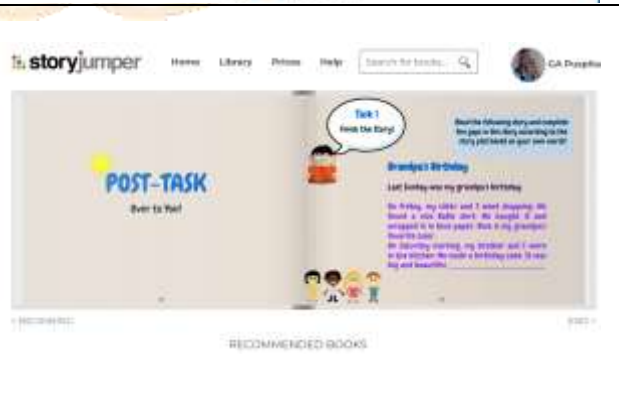 storyjumper
Home Library Prices Help Search for books... GA Puspita
POST-TASK
Over to You!
Task 1
Finish the Story!
Read the following story and complete
the gaps in this story according to the
story plot based on your own words!
Grandpa's Birthday
Last Sunday was my grandpa's birthday.
On Friday, my sister and I went shopping. We
found a nice shirt. We bought it and
wrapped it in blue paper. Blue is my grandpa's
favorite color.
On Saturday morning, my brother and I were
in the kitchen. We made a birthday cake. It was
big and beautiful.
< BEGINNING
END >
RECOMMENDED BOOKS